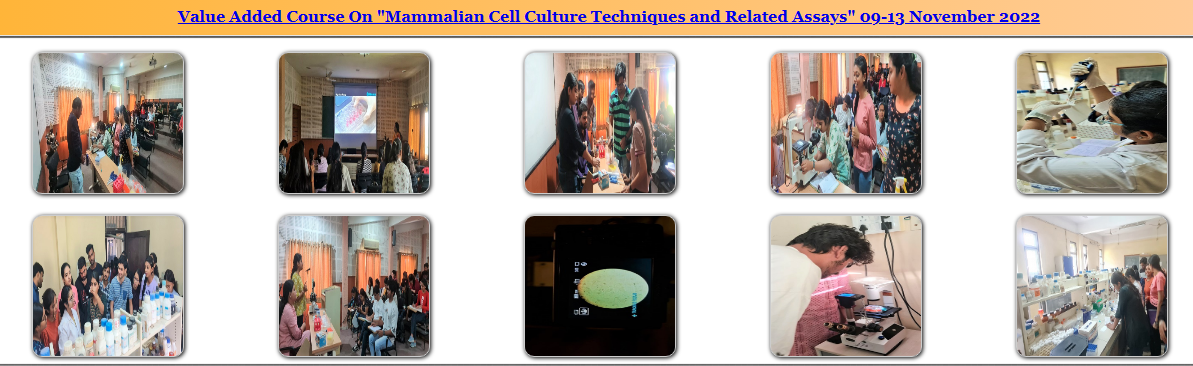 Value Added Course On "Mammalian Cell Culture Techniques and Related Assays" 09-13 November 2022